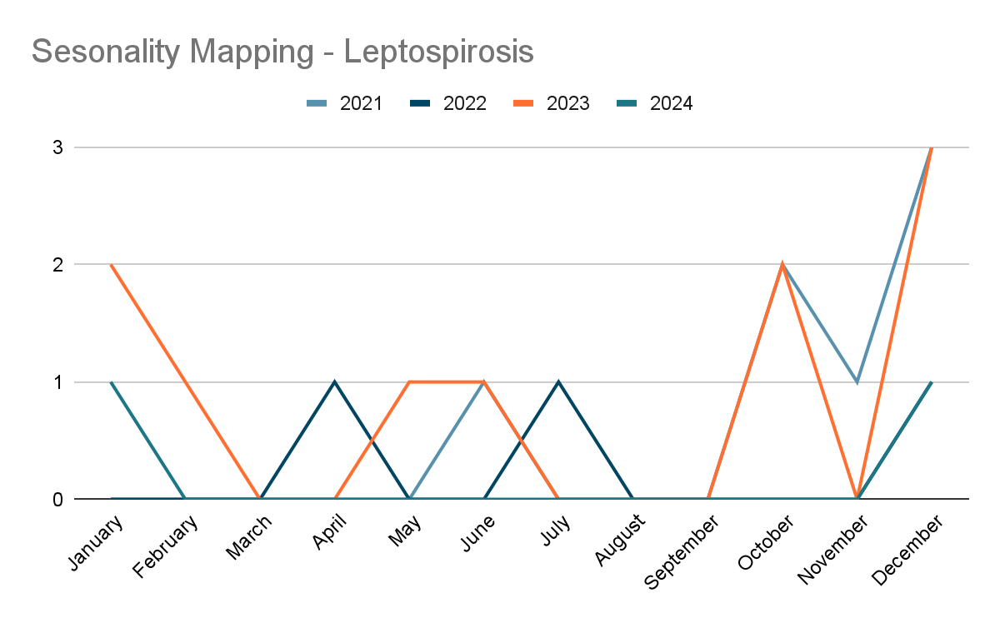 Sesonality Mapping - Leptospirosis
2021 2022 2023 2024
3
2
1
0
January February March April May June July August September October November December